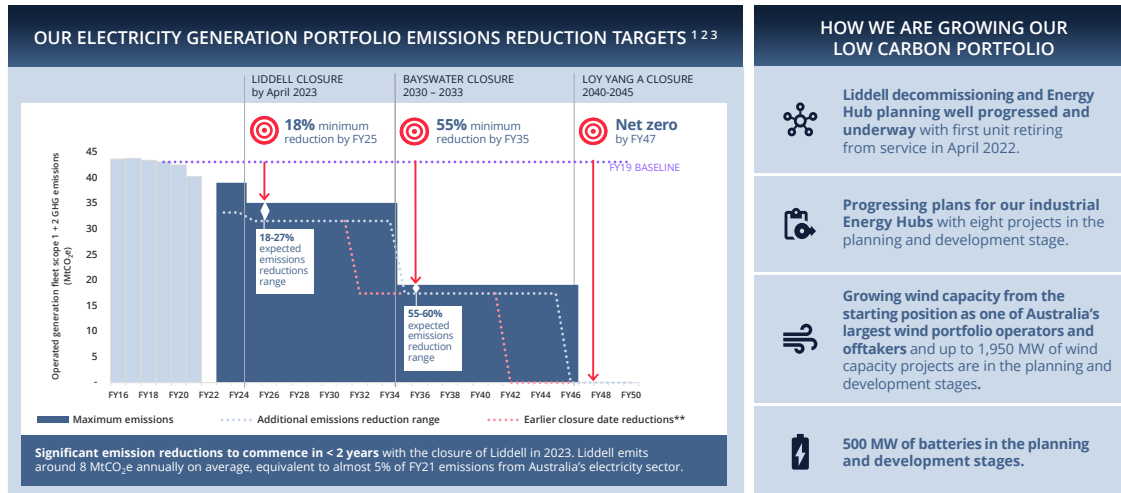 OUR ELECTRICITY GENERATION PORTFOLIO EMISSIONS REDUCTION TARGETS 1 2 3
LIDDELL CLOSURE
by April 2023
BAYSWATER CLOSURE
2030 – 2033
LOY YANG A CLOSURE
2040-2045
18% minimum
reduction by FY25
55% minimum
reduction by FY35
Net zero
by FY47
FY19 BASELINE
Operated generation fleet scope 1 + 2 GHG emissions
(MtCO2e)
45
40
35
30
25
20
15
10
5
-
18-27%
expected
emissions
reductions
range
55-60%
expected
emissions
reduction
range
FY16 FY18 FY20 FY22 FY24 FY26 FY28 FY30 FY32 FY34 FY36 FY38 FY40 FY42 FY44 FY46 FY48 FY50
Maximum emissions
Additional emissions reduction range
Earlier closure date reductions**
Significant emission reductions to commence in < 2 years with the closure of Liddell in 2023. Liddell emits
around 8 MtCO2e annually on average, equivalent to almost 5% of FY21 emissions from Australia's electricity sector.
HOW WE ARE GROWING OUR
LOW CARBON PORTFOLIO
Liddell decommissioning and Energy
Hub planning well progressed and
underway with first unit retiring
from service in April 2022.
Progressing plans for our industrial
Energy Hubs with eight projects in the
planning and development stage.
Growing wind capacity from the
starting position as one of Australia's
largest wind portfolio operators and
offtakers and up to 1,950 MW of wind
capacity projects are in the planning and
development stages.
500 MW of batteries in the planning
and development stages.